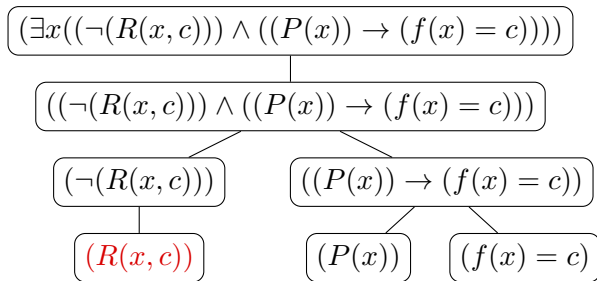 (∃x((¬(R(x, c))) ∧ ((P(x)) → (f(x) = c))))
((¬(R(x, c))) ∧ ((P(x)) → (f(x) = c)))
(¬(R(x, c))) ((P(x)) → (f(x) = c))
(R(x, c)) (P(x)) (f(x) = c)